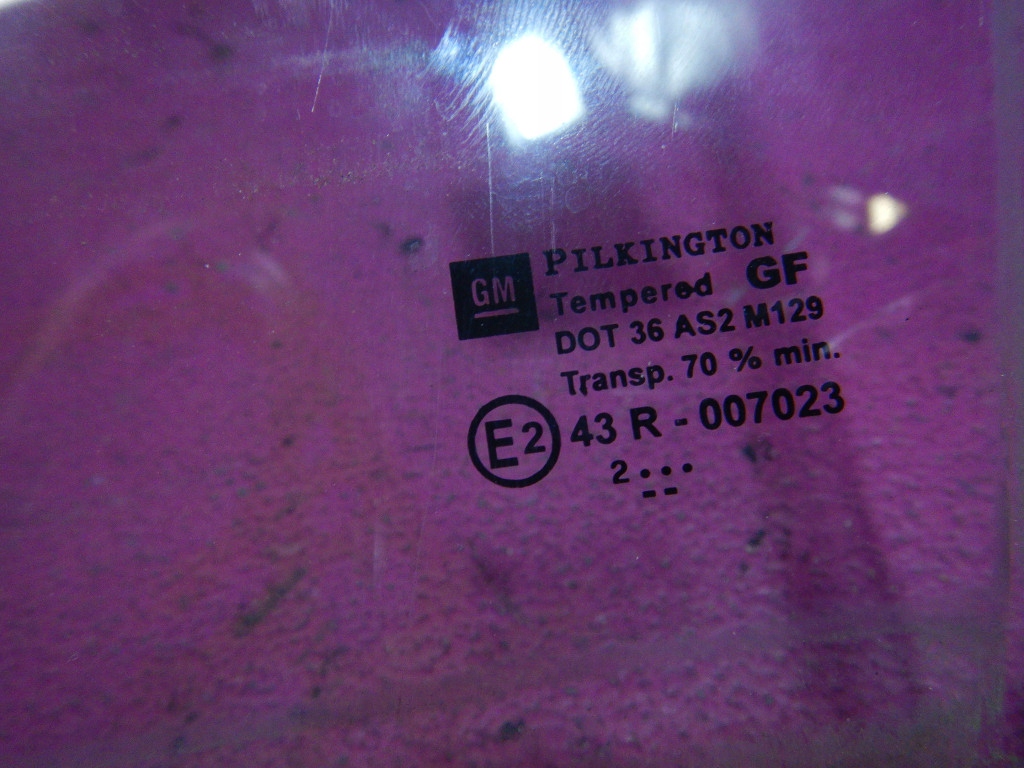 PILKINGTON
GM
Tempered GF
DOT 36 AS2 M129
Transp. 70 % min.
E2 43 R - 007023
2...
--